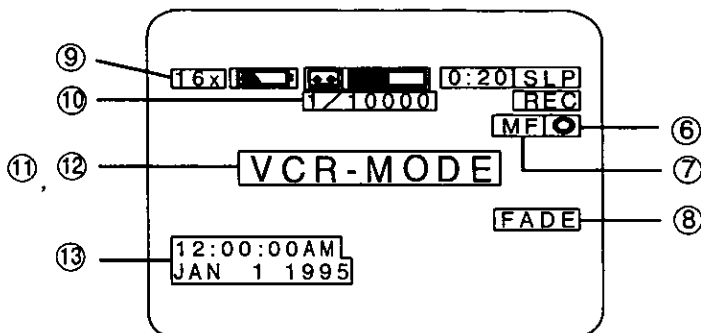 ⑨ 16x 0:20 SLP
⑩ 1/10000 REC
MF ⑥
⑪, ⑫ VCR-MODE ⑦
FADE ⑧
⑬ 12:00:00AM
JAN 1 1995